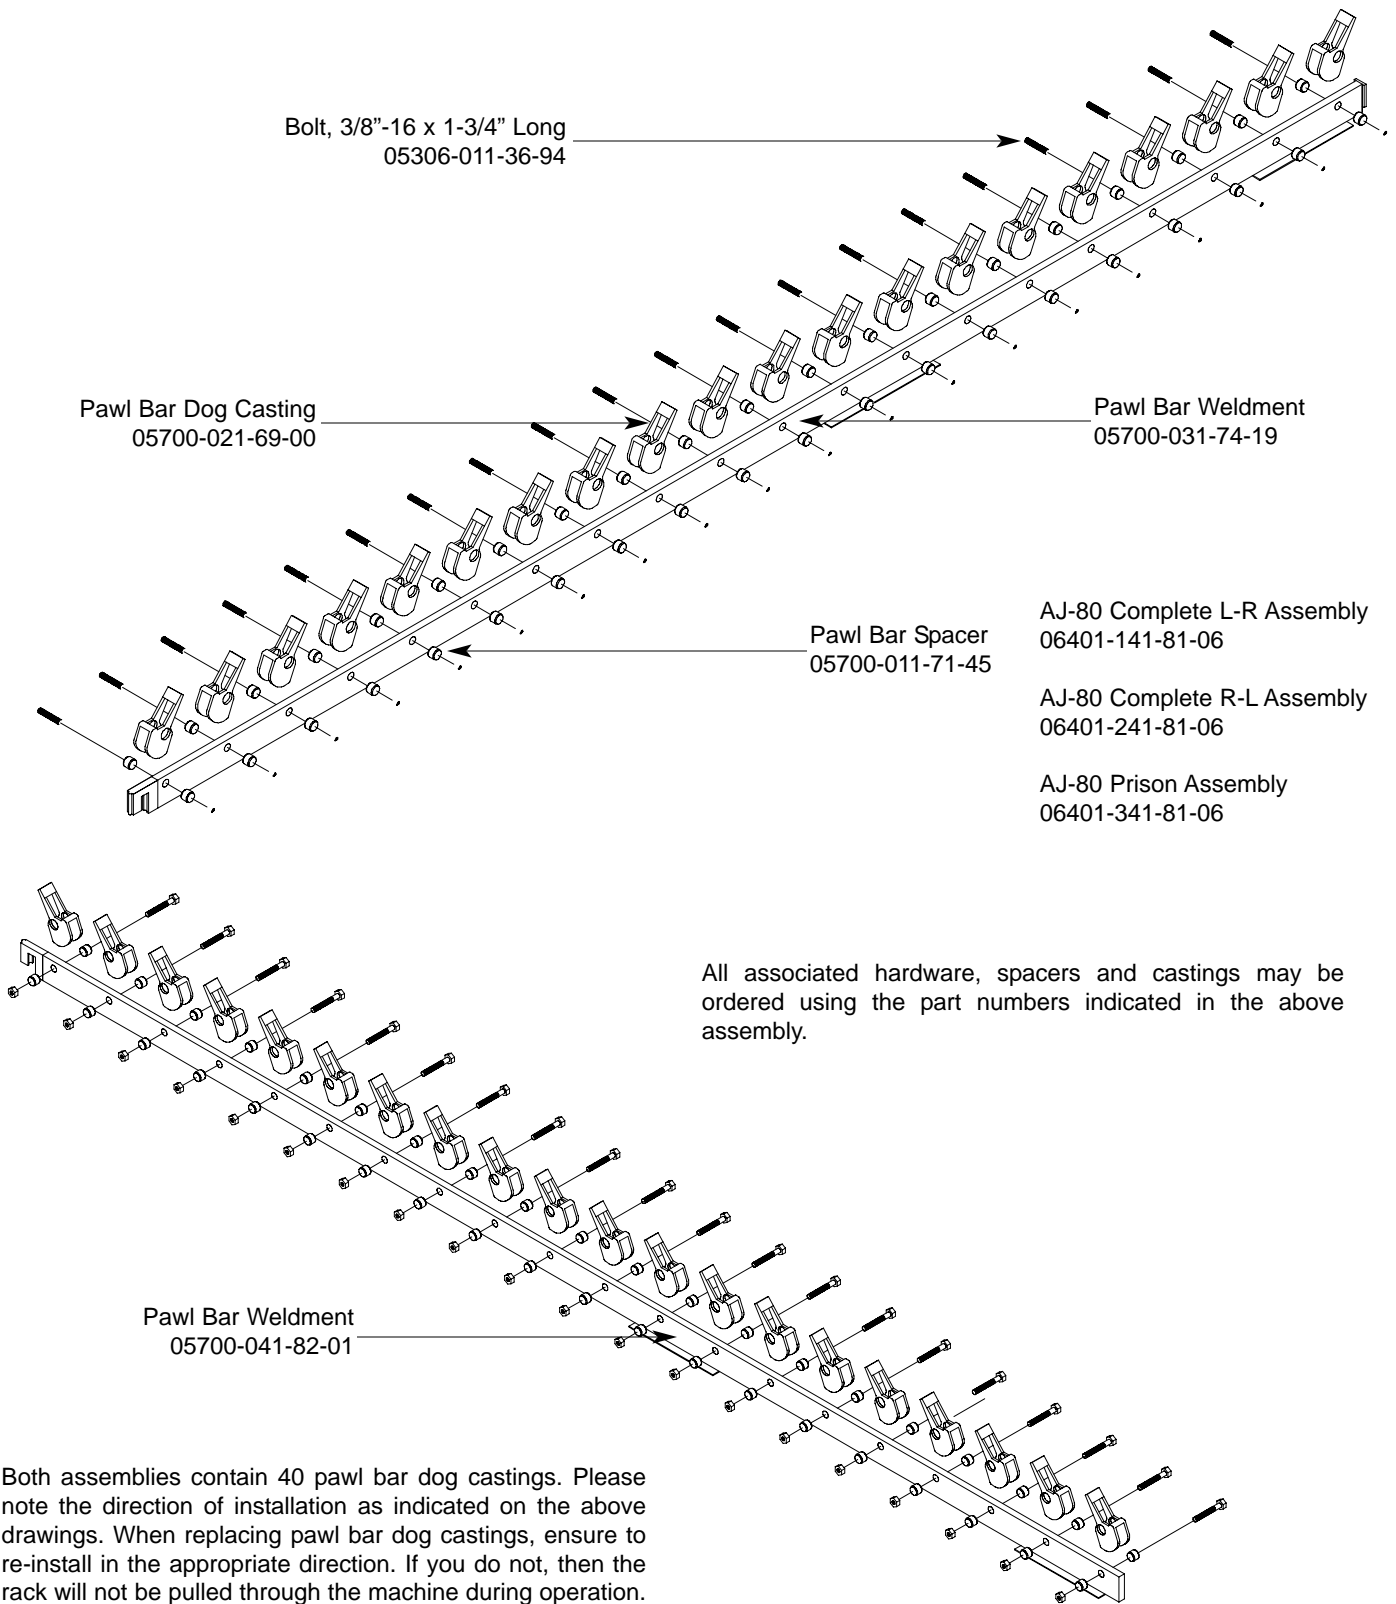 Bolt, 3/8”-16 x 1-3/4” Long
05306-011-36-94
Pawl Bar Dog Casting
05700-021-69-00
Pawl Bar Weldment
05700-031-74-19
Pawl Bar Spacer
05700-011-71-45
AJ-80 Complete L-R Assembly
06401-141-81-06
AJ-80 Complete R-L Assembly
06401-241-81-06
AJ-80 Prison Assembly
06401-341-81-06
All associated hardware, spacers and castings may be
ordered using the part numbers indicated in the above
assembly.
Pawl Bar Weldment
05700-041-82-01
Both assemblies contain 40 pawl bar dog castings. Please
note the direction of installation as indicated on the above
drawings. When replacing pawl bar dog castings, ensure to
re-install in the appropriate direction. If you do not, then the
rack will not be pulled through the machine during operation.